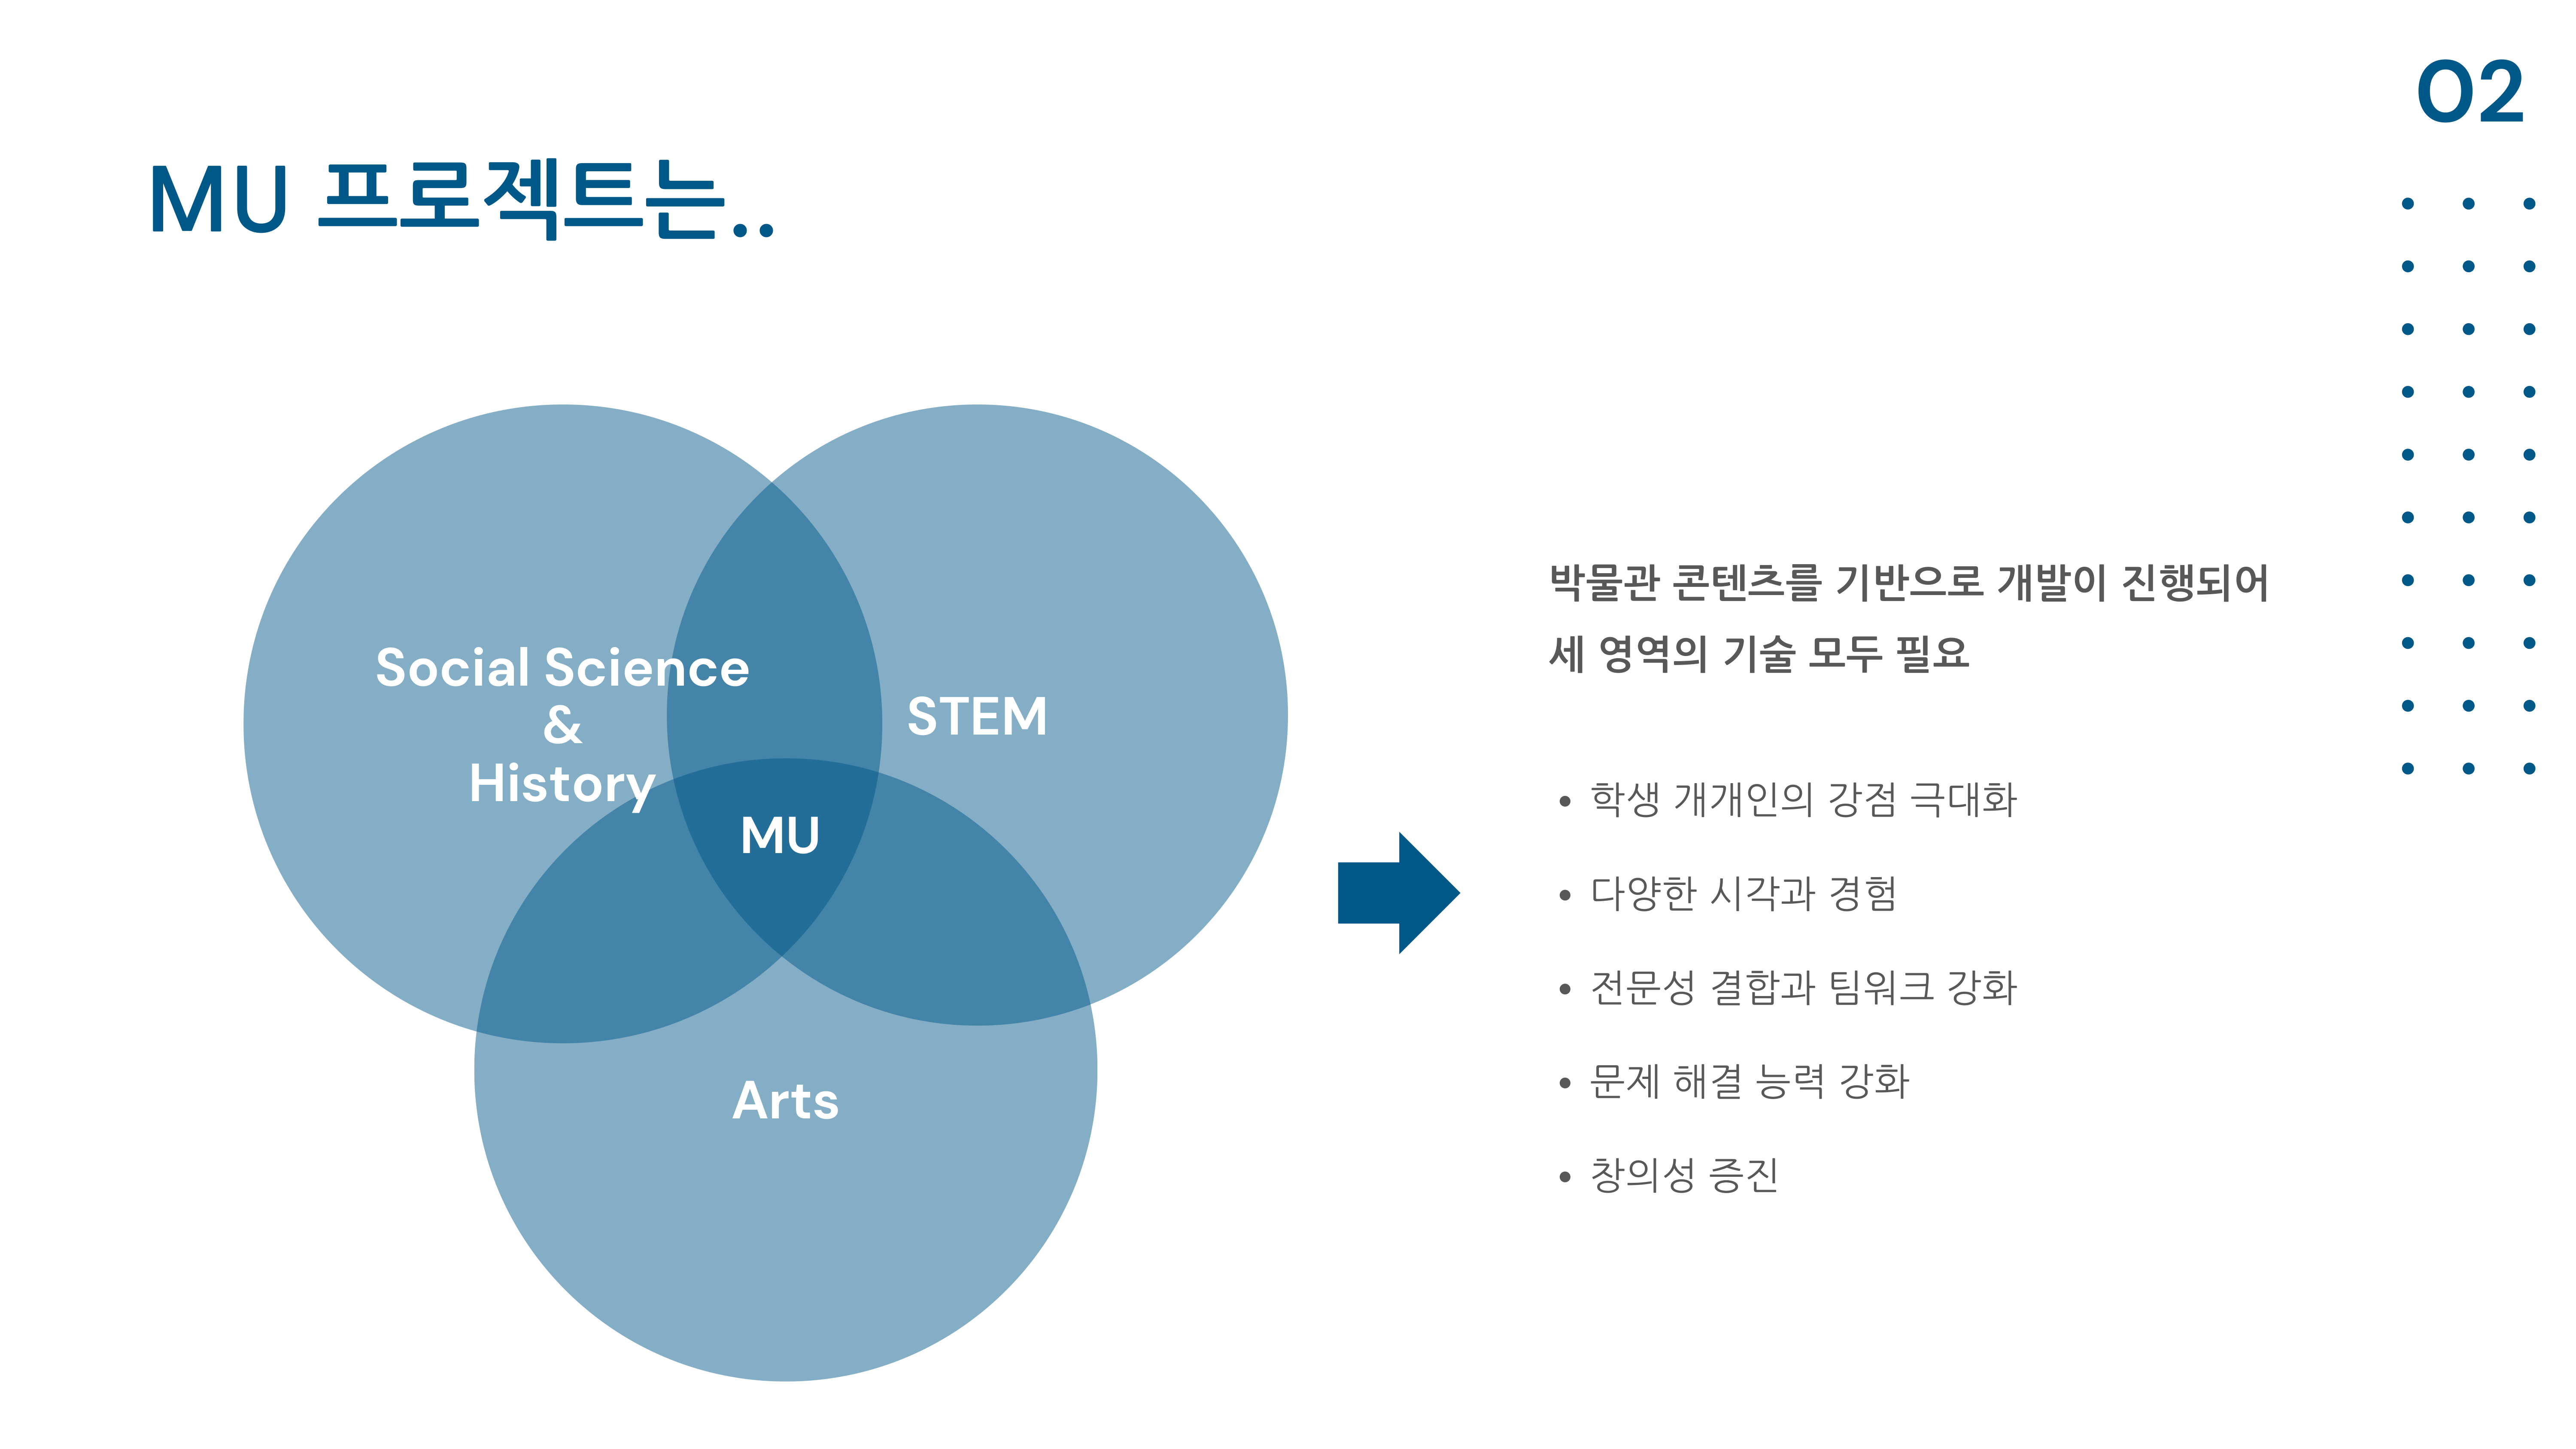 02
MU 프로젝트는..
Social Science
&
History
STEM
MU
Arts
박물관 콘텐츠를 기반으로 개발이 진행되어
세 영역의 기술 모두 필요
• 학생 개개인의 강점 극대화
• 다양한 시각과 경험
• 전문성 결합과 팀워크 강화
• 문제 해결 능력 강화
• 창의성 증진